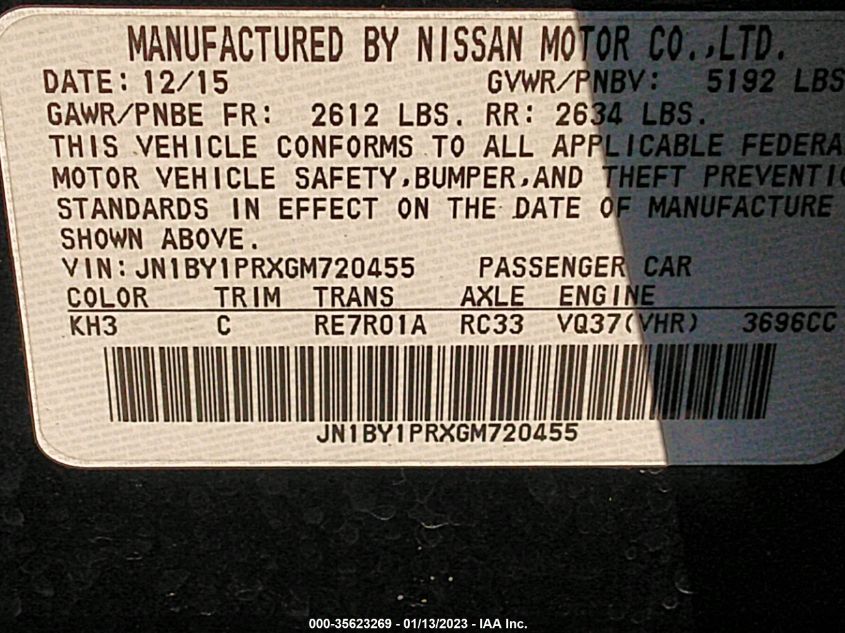 MANUFACTURED BY NISSAN MOTOR CO.,LTD.
DATE: 12/15 GVWR/PNBV: 5192 LBS
GAWR/PNBE FR: 2612 LBS. RR: 2634 LBS.
THIS VEHICLE CONFORMS TO ALL APPLICABLE FEDERA
MOTOR VEHICLE SAFETY,BUMPER,AND THEFT PREVENTI
STANDARDS IN EFFECT ON THE DATE OF MANUFACTURE
SHOWN ABOVE.
VIN: JN1BY1PRXGM720455 PASSENGER CAR
COLOR TRIM TRANS AXLE ENGINE
KH3 C RE7R01A RC33 VQ37(VHR) 3696CC
JN1BY1PRXGM720455
000-35623269 - 01/13/2023 - IAA Inc.